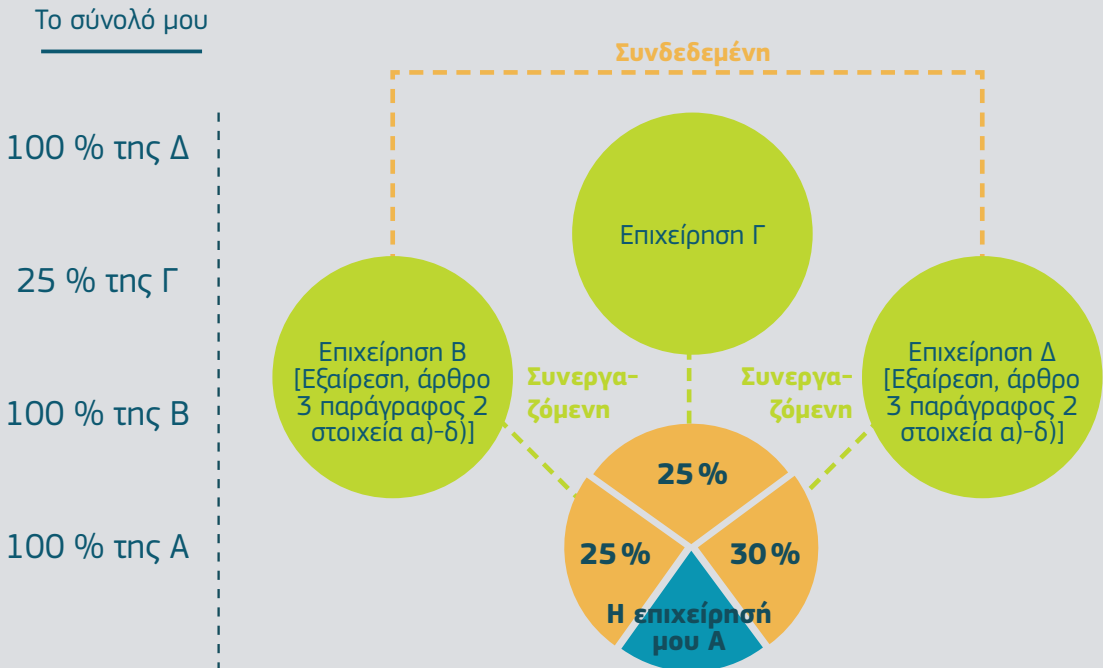 Το σύνολό μου
100 % της Δ
25 % της Γ
100 % της Β
100 % της Α
Συνδεδεμένη
Επιχείρηση Γ
Επιχείρηση Β
[Εξαίρεση, άρθρο
3 παράγραφος 2
στοιχεία α)-δ)]
Συνεργα-
ζόμενη
Συνεργα-
ζόμενη
Επιχείρηση Δ
[Εξαίρεση, άρθρο
3 παράγραφος 2
στοιχεία α)-δ)]
25 %
25 %
30 %
Η επιχείρησή
μου Α